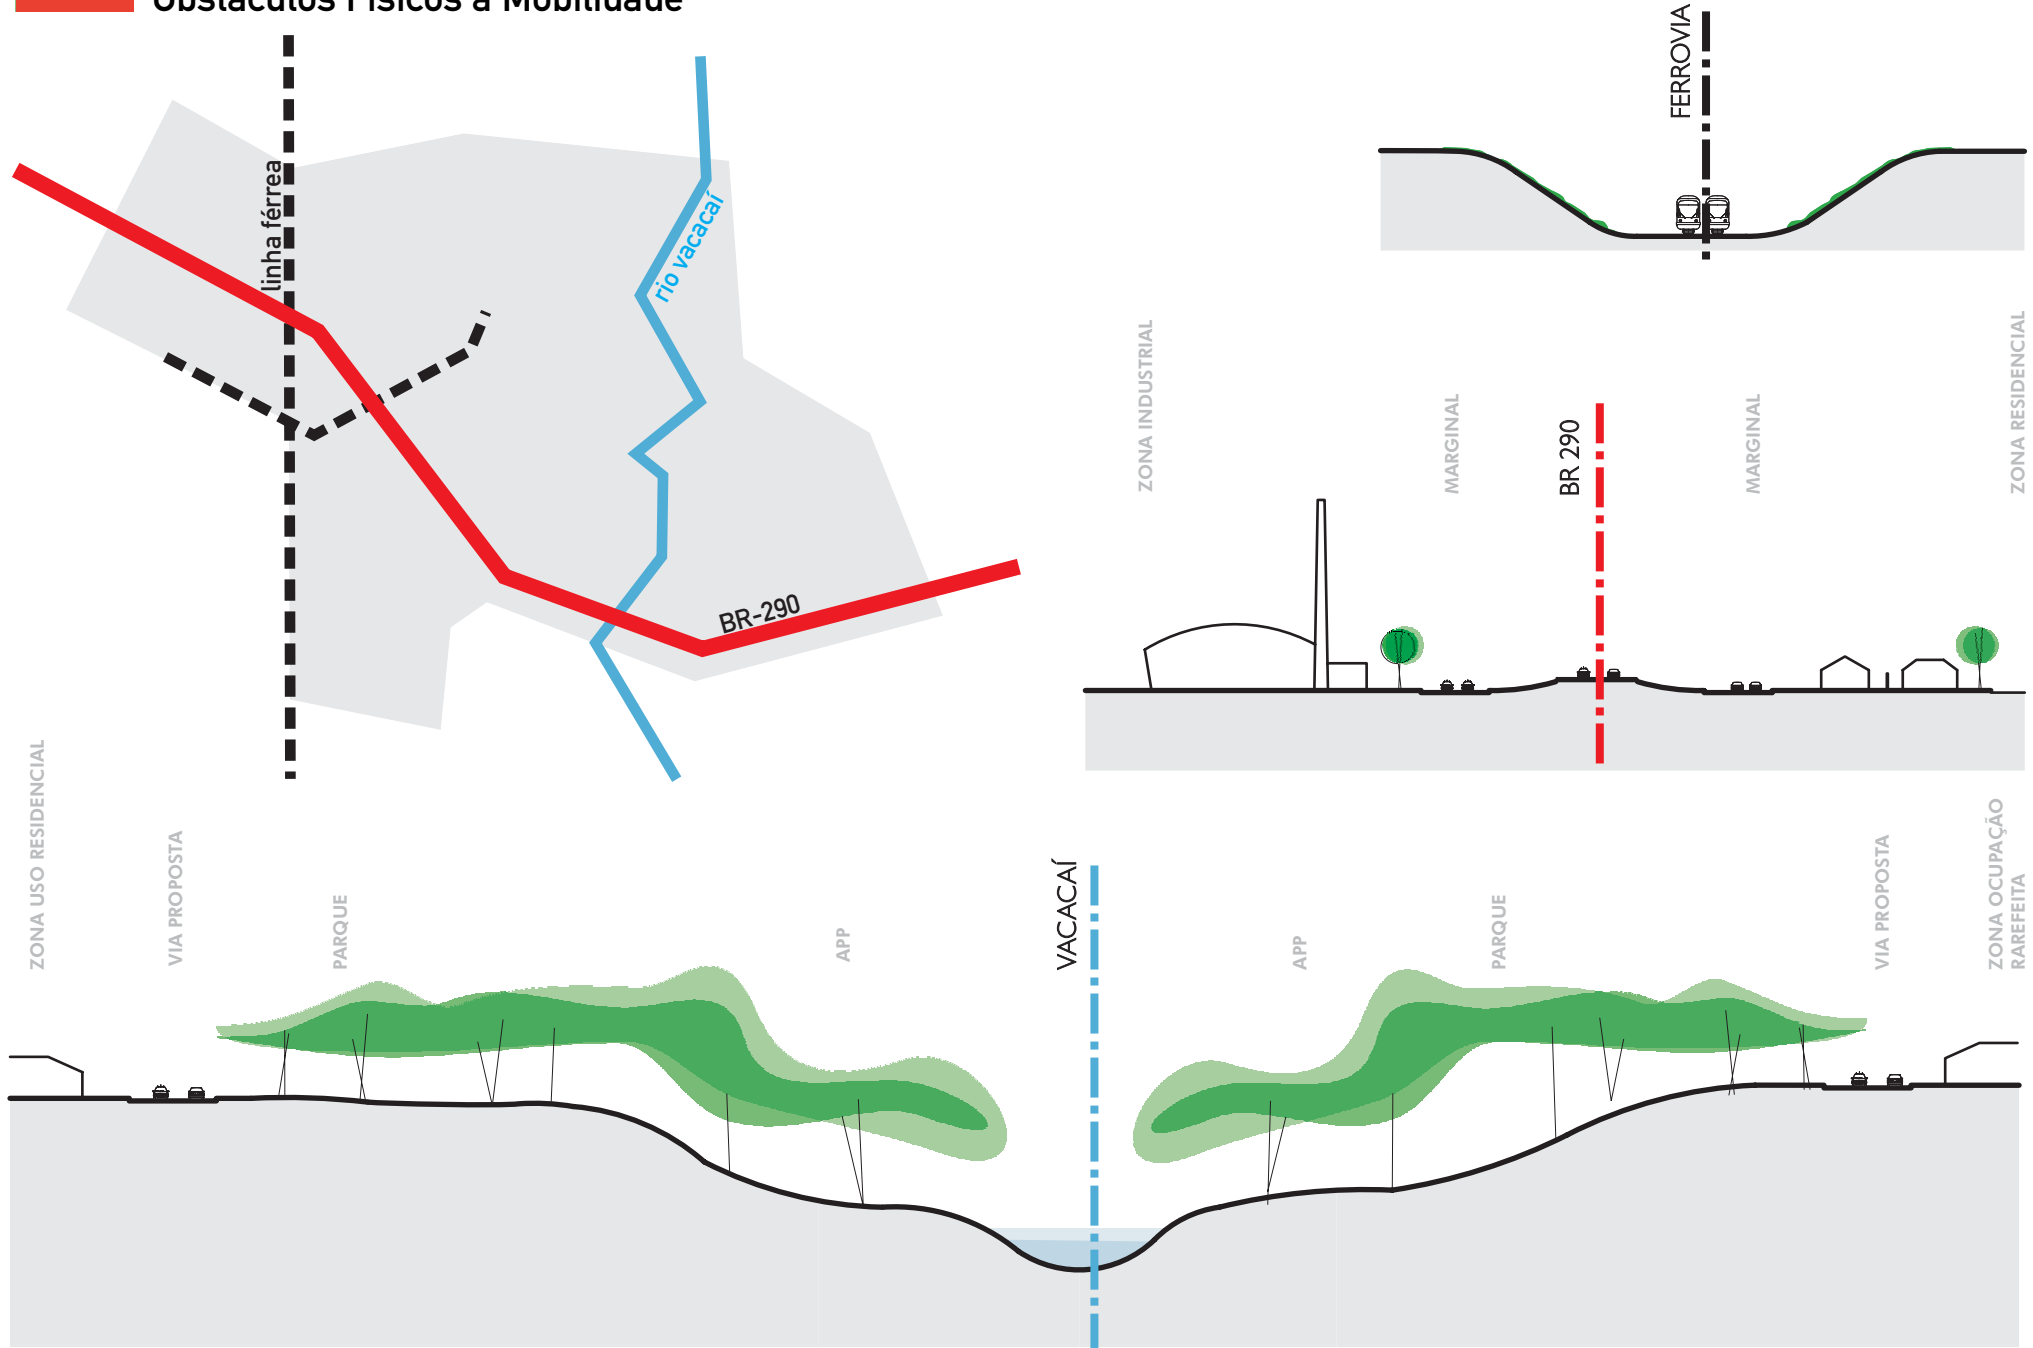 Obstáculos Físicos à Mobilidade
linha férrea
rio vacacaí
BR-290
FERROVIA
ZONA INDUSTRIAL
MARGINAL
BR 290
MARGINAL
ZONA RESIDENCIAL
ZONA USO RESIDENCIAL
VIA PROPOSTA
PARQUE
APP
VACACAÍ
APP
PARQUE
VIA PROPOSTA
ZONA OCUPAÇÃO
RAREFEITA